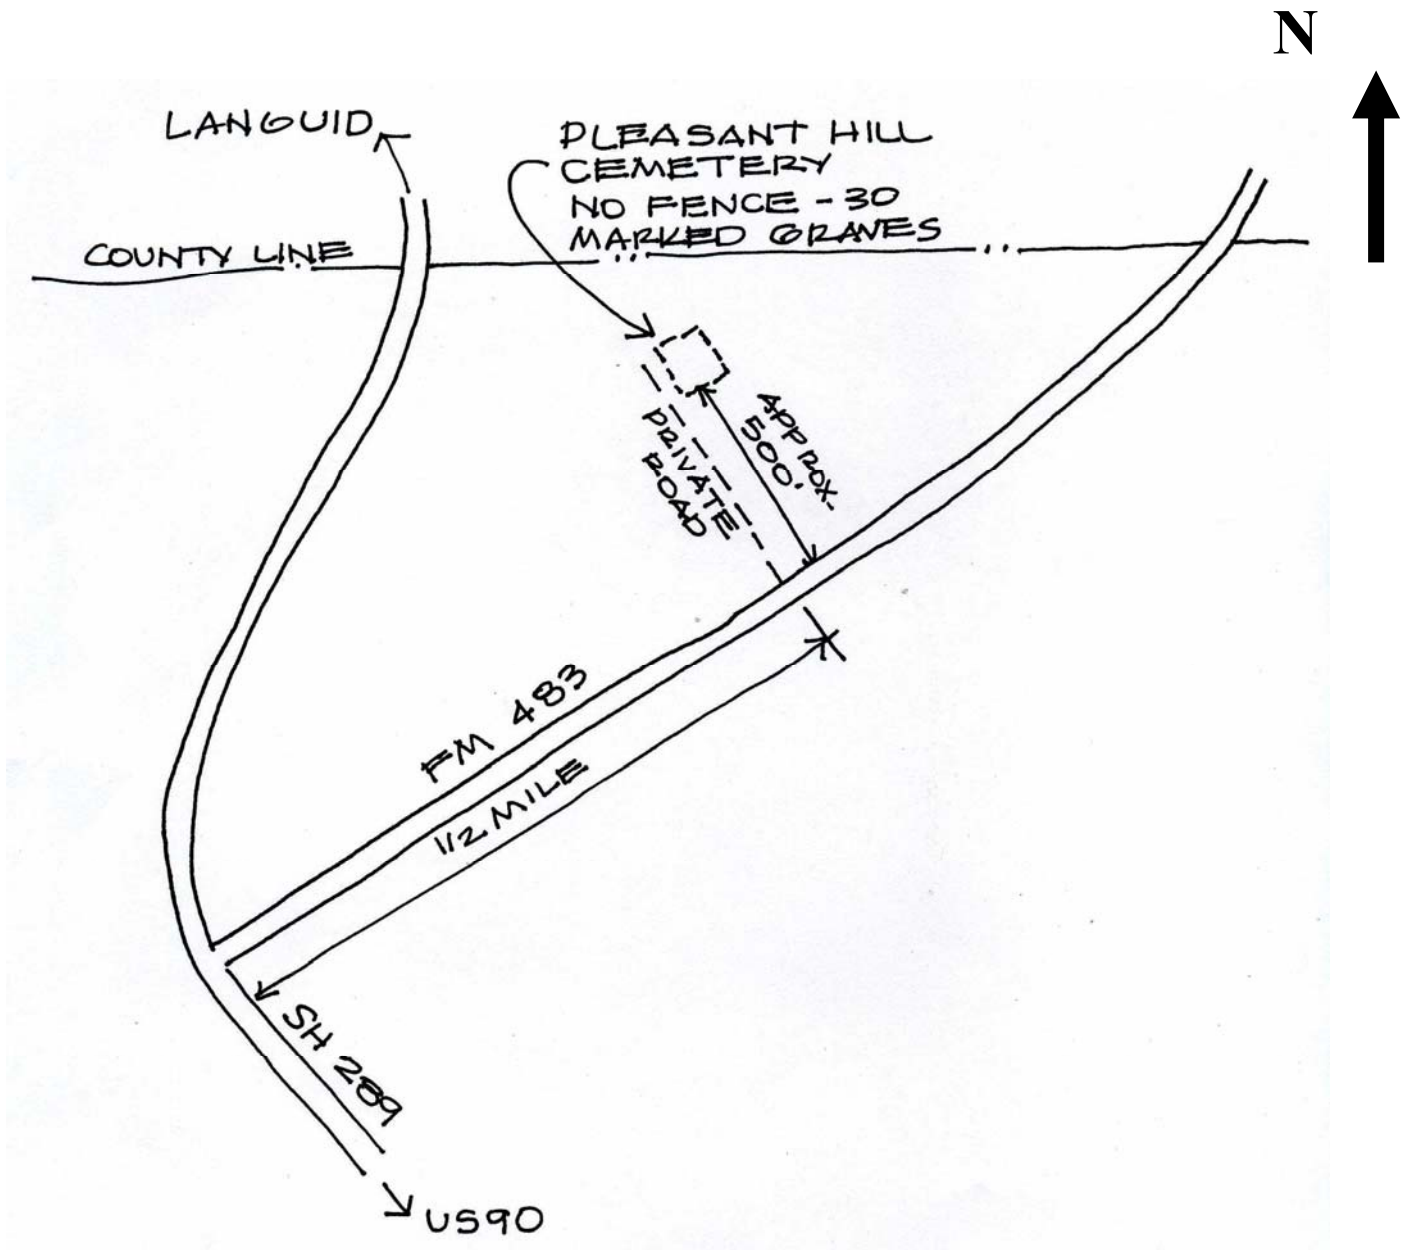 N
LANGUID
PLEASANT HILL
CEMETERY
NO FENCE - 30
MARKED GRAVES
COUNTY LINE
APPROX.
500'
PRIVATE
ROAD
FM 483
1/2 MILE
SH 289
US90